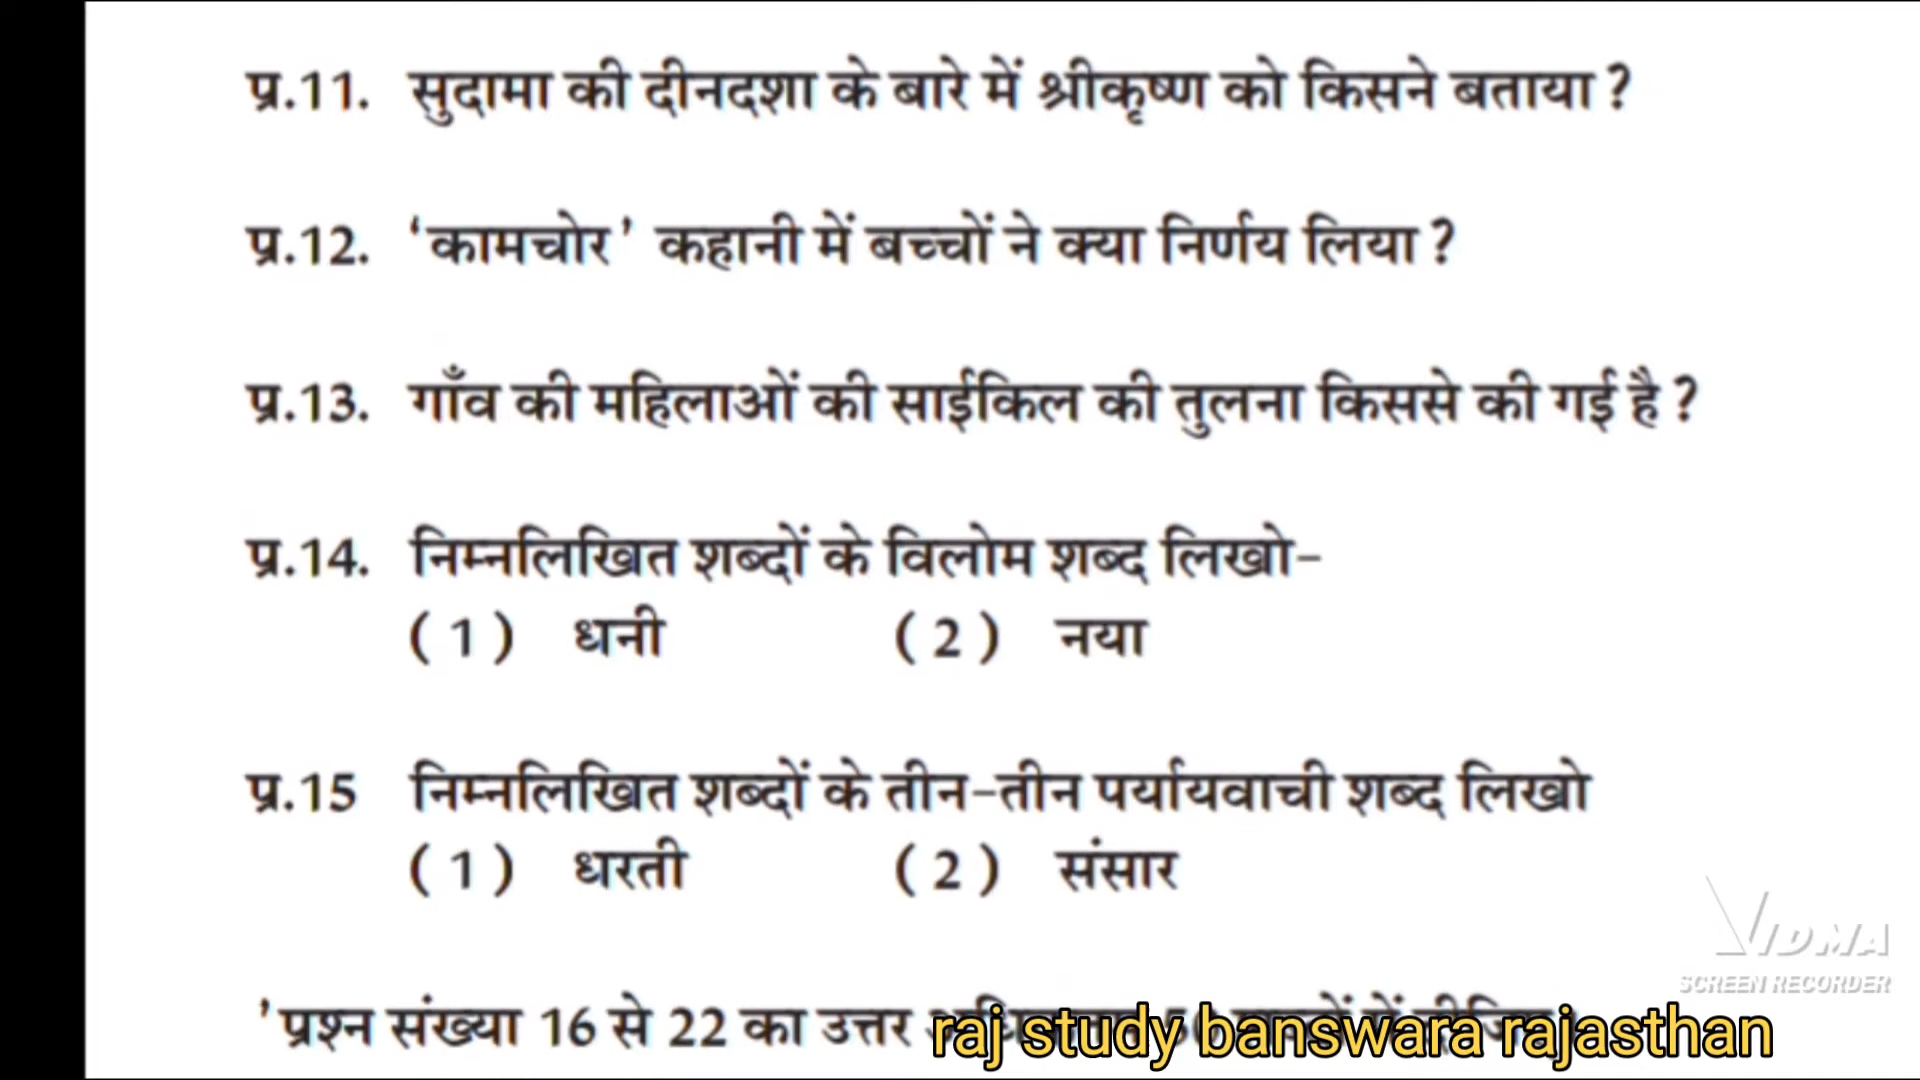 प्र.11. सुदामा की दीनदशा के बारे में श्रीकृष्ण को किसने बताया ?
प्र.12. ‘कामचोर’ कहानी में बच्चों ने क्या निर्णय लिया ?
प्र.13. गाँव की महिलाओं की साईकिल की तुलना किससे की गई है ?
प्र.14. निम्नलिखित शब्दों के विलोम शब्द लिखो-
( 1 ) धनी ( 2 ) नया
प्र.15 निम्नलिखित शब्दों के तीन-तीन पर्यायवाची शब्द लिखो
( 1 ) धरती ( 2 ) संसार
VIDMA
SCREEN RECORDER
’प्रश्न संख्या 16 से 22 का उत्तर
raj study banswara rajasthan